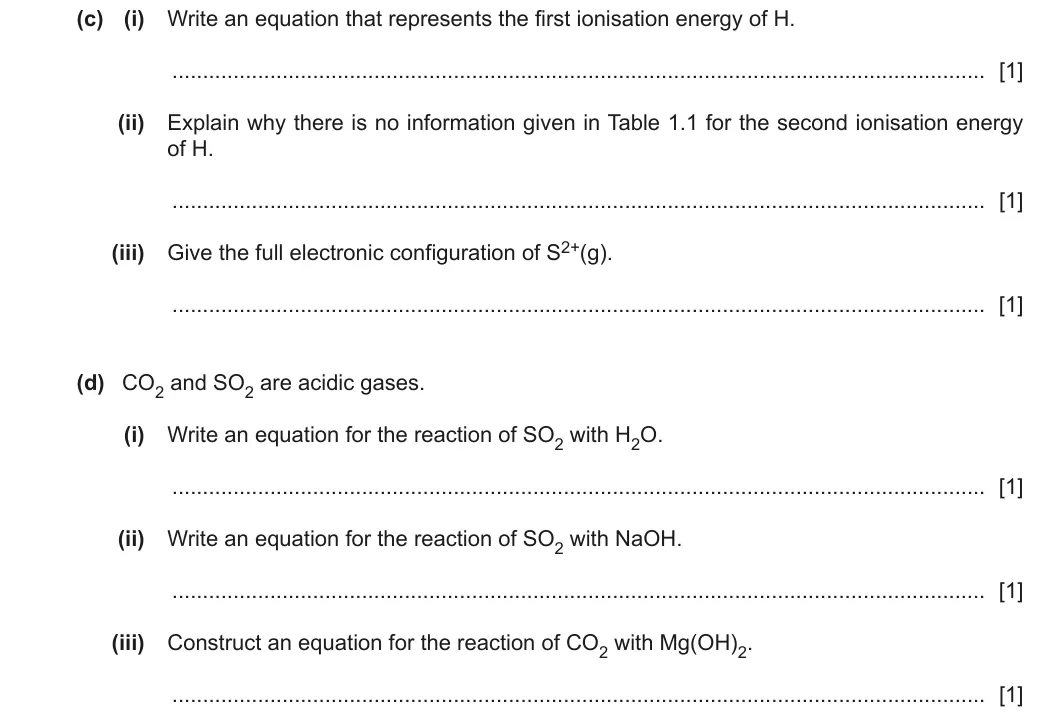 (c) (i) Write an equation that represents the first ionisation energy of H.
...................................................................................................................................... [1]
(ii) Explain why there is no information given in Table 1.1 for the second ionisation energy
of H.
...................................................................................................................................... [1]
(iii) Give the full electronic configuration of S²⁺(g).
...................................................................................................................................... [1]
(d) CO₂ and SO₂ are acidic gases.
(i) Write an equation for the reaction of SO₂ with H₂O.
...................................................................................................................................... [1]
(ii) Write an equation for the reaction of SO₂ with NaOH.
...................................................................................................................................... [1]
(iii) Construct an equation for the reaction of CO₂ with Mg(OH)₂.
...................................................................................................................................... [1]